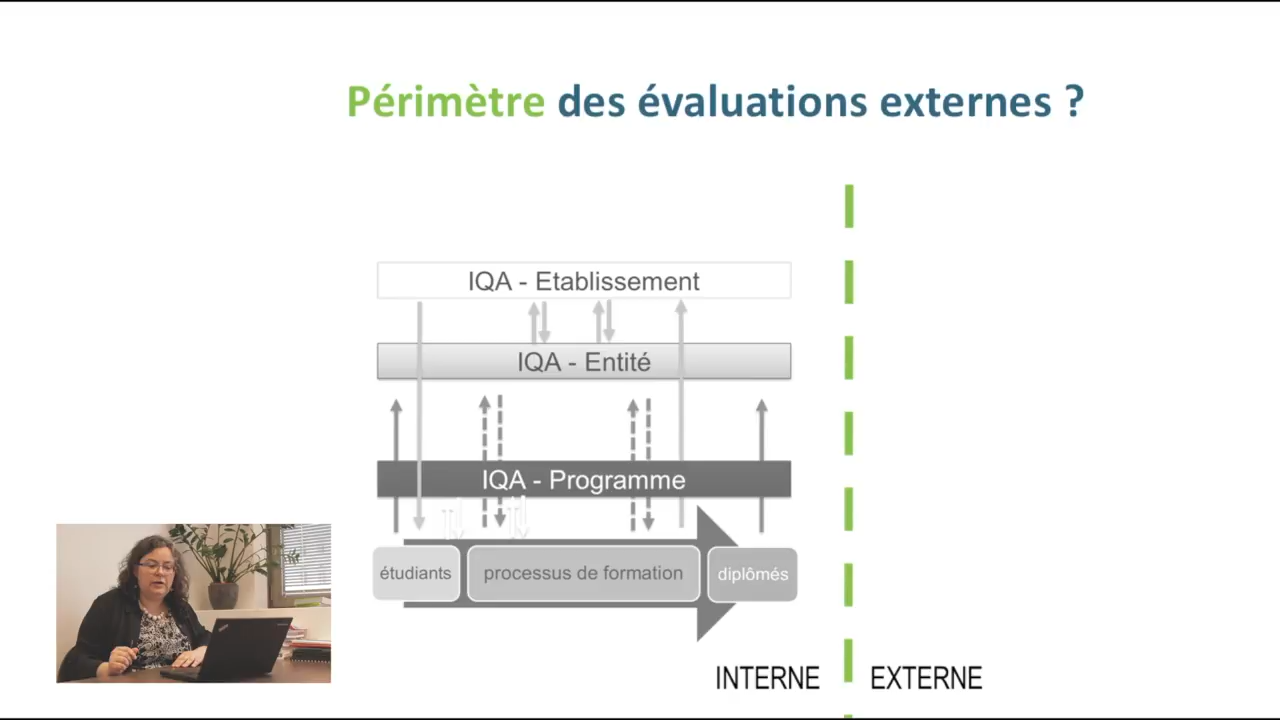 Périmètre des évaluations externes ?
IQA - Etablissement
IQA - Entité
IQA - Programme
étudiants
processus de formation
diplômés
INTERNE
EXTERNE